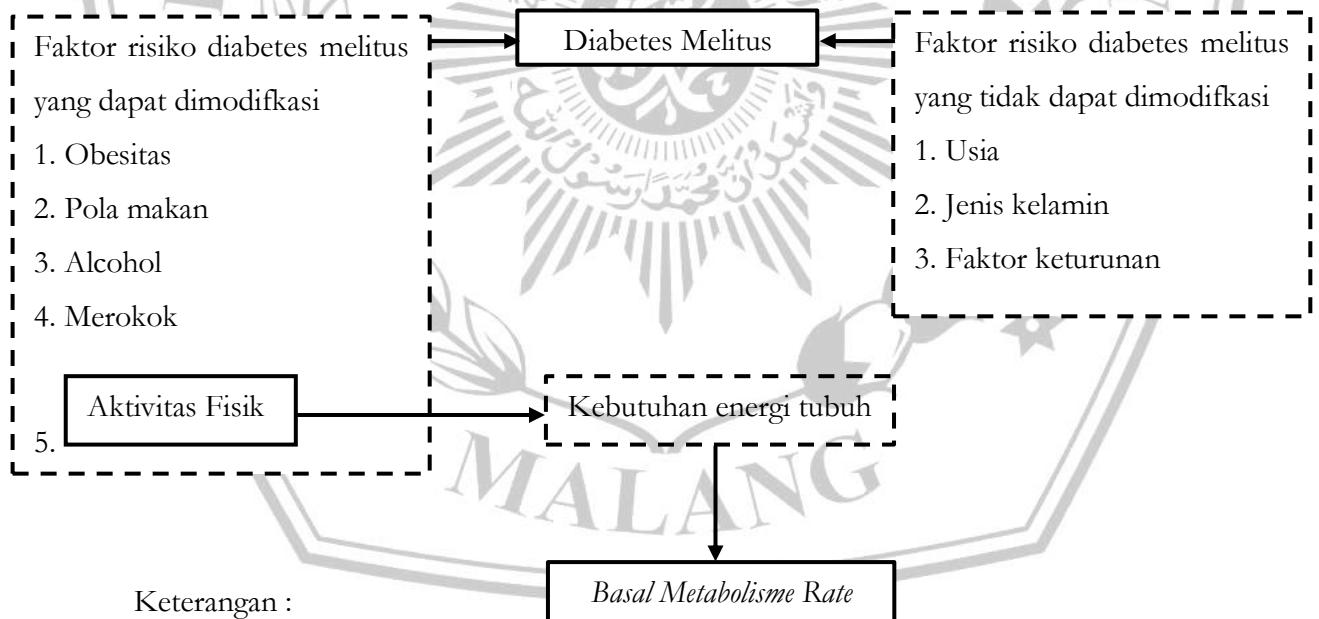 Faktor risiko diabetes melitus
yang dapat dimodifkasi
1. Obesitas
2. Pola makan
3. Alcohol
4. Merokok
5. Aktivitas Fisik
Diabetes Melitus
Faktor risiko diabetes melitus
yang tidak dapat dimodifkasi
1. Usia
2. Jenis kelamin
3. Faktor keturunan
Kebutuhan energi tubuh
MALANG
Basal Metabolisme Rate
Keterangan :